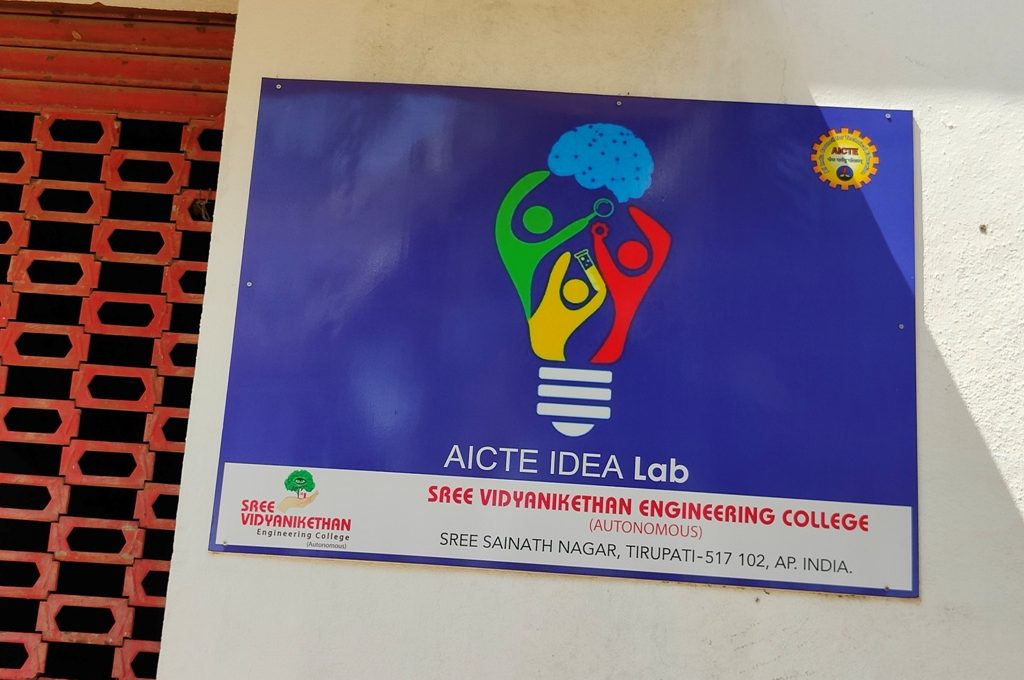 AICTE
AICTE IDEA Lab
SREE
VIDYANIKETHAN
Engineering College
(Autonomous)
SREE VIDYANIKETHAN ENGINEERING COLLEGE
(AUTONOMOUS)
SREE SAINATH NAGAR, TIRUPATI-517 102, AP. INDIA.